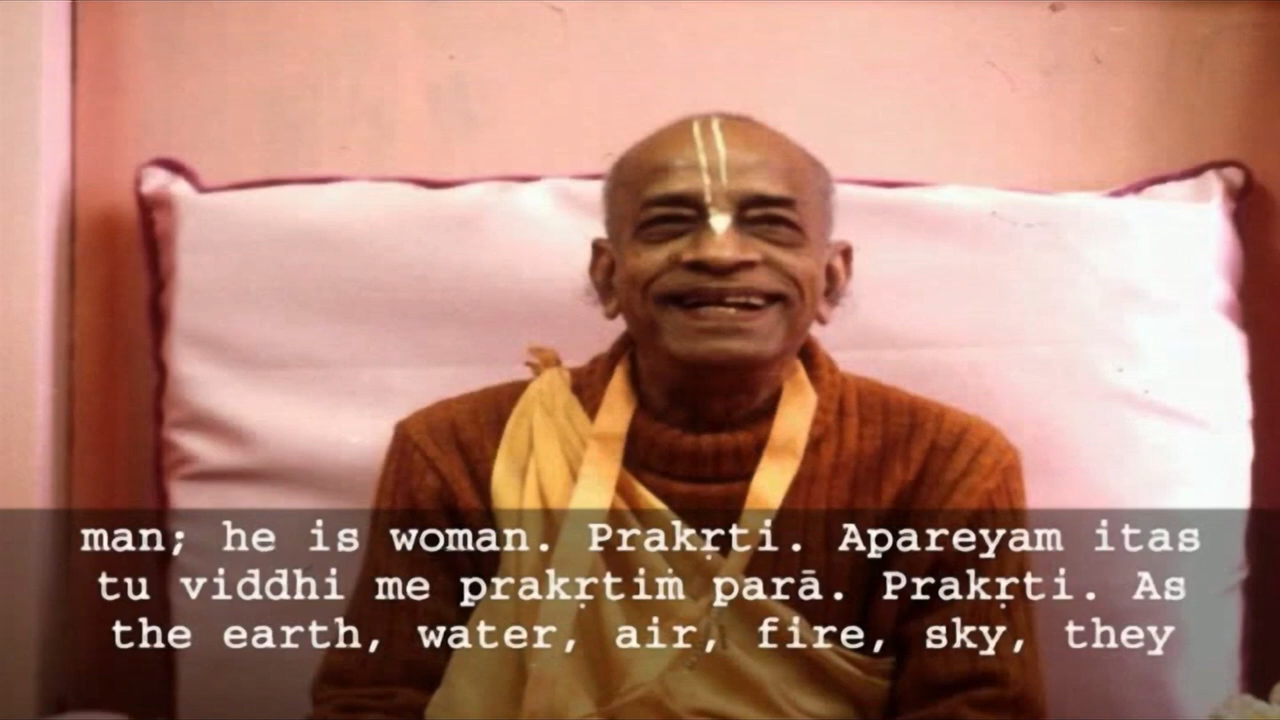 man; he is woman. Prakṛti. Apareyam itas
tu viddhi me prakṛtiṁ parā. Prakṛti. As
the earth, water, air, fire, sky, they